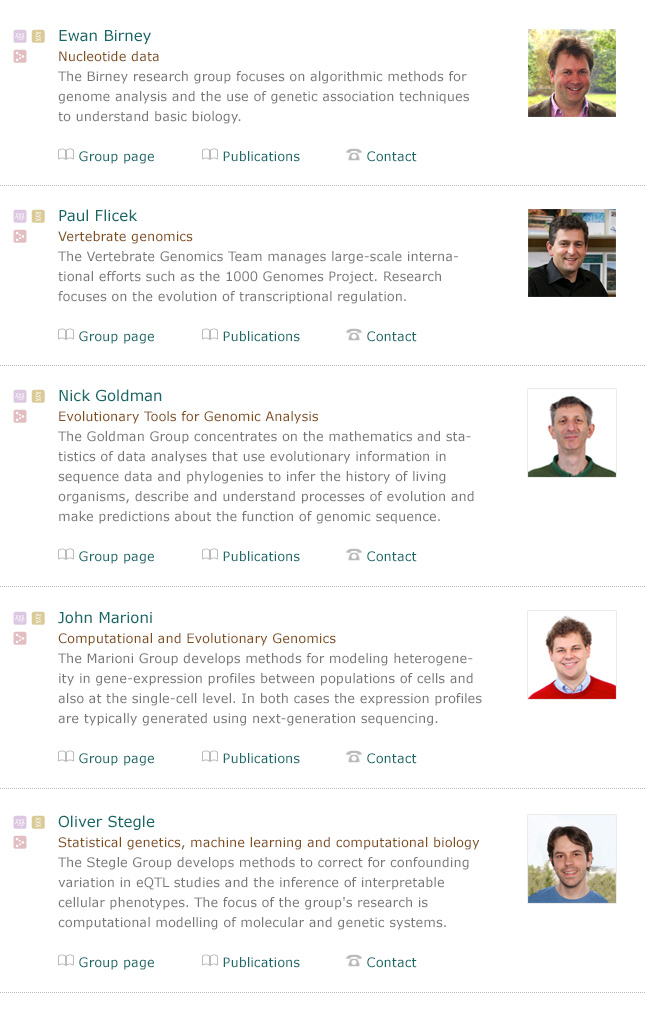 Ewan Birney
Nucleotide data
The Birney research group focuses on algorithmic methods for
genome analysis and the use of genetic association techniques
to understand basic biology.
Group page Publications Contact
Paul Flicek
Vertebrate genomics
The Vertebrate Genomics Team manages large-scale interna-
tional efforts such as the 1000 Genomes Project. Research
focuses on the evolution of transcriptional regulation.
Group page Publications Contact
Nick Goldman
Evolutionary Tools for Genomic Analysis
The Goldman Group concentrates on the mathematics and sta-
tistics of data analyses that use evolutionary information in
sequence data and phylogenies to infer the history of living
organisms, describe and understand processes of evolution and
make predictions about the function of genomic sequence.
Group page Publications Contact
John Marioni
Computational and Evolutionary Genomics
The Marioni Group develops methods for modeling heterogene-
ity in gene-expression profiles between populations of cells and
also at the single-cell level. In both cases the expression profiles
are typically generated using next-generation sequencing.
Group page Publications Contact
Oliver Stegle
Statistical genetics, machine learning and computational biology
The Stegle Group develops methods to correct for confounding
variation in eQTL studies and the inference of interpretable
cellular phenotypes. The focus of the group's research is
computational modelling of molecular and genetic systems.
Group page Publications Contact